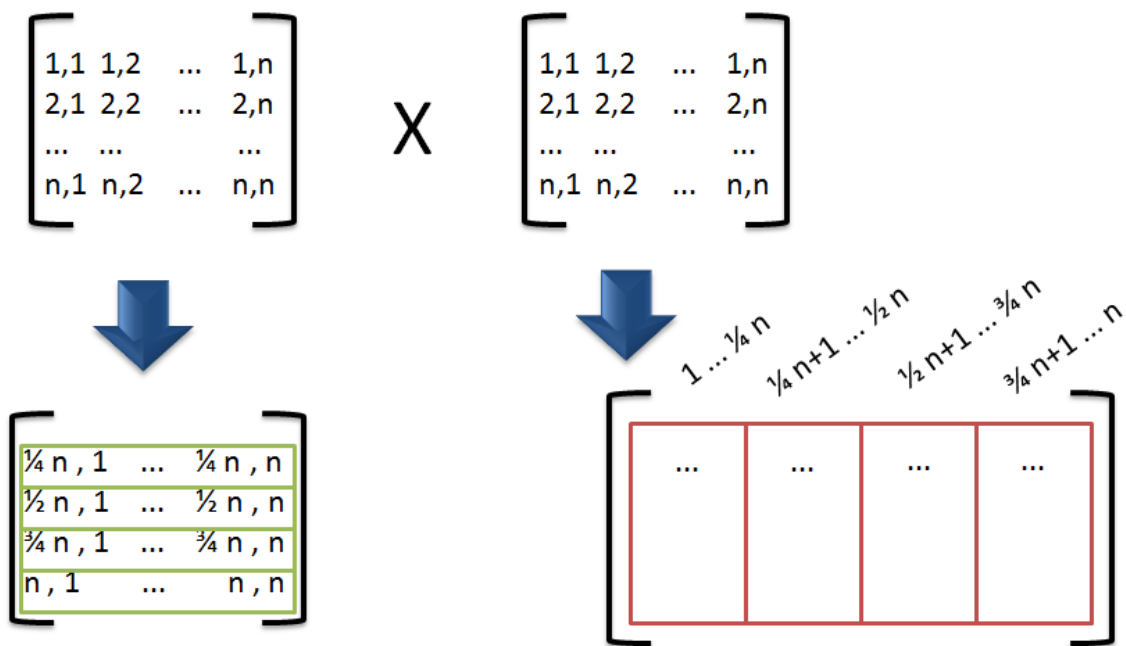 1,1 1,2 ... 1,n
2,1 2,2 ... 2,n
... ... ...
n,1 n,2 ... n,n
X
1,1 1,2 ... 1,n
2,1 2,2 ... 2,n
... ... ...
n,1 n,2 ... n,n
¼ n , 1 ... ¼ n , n
½ n , 1 ... ½ n , n
¾ n , 1 ... ¾ n , n
n , 1 ... n , n
1 ... ¼ n
¼ n+1 ... ½ n
½ n+1 ... ¾ n
¾ n+1 ... n
... ... ... ...